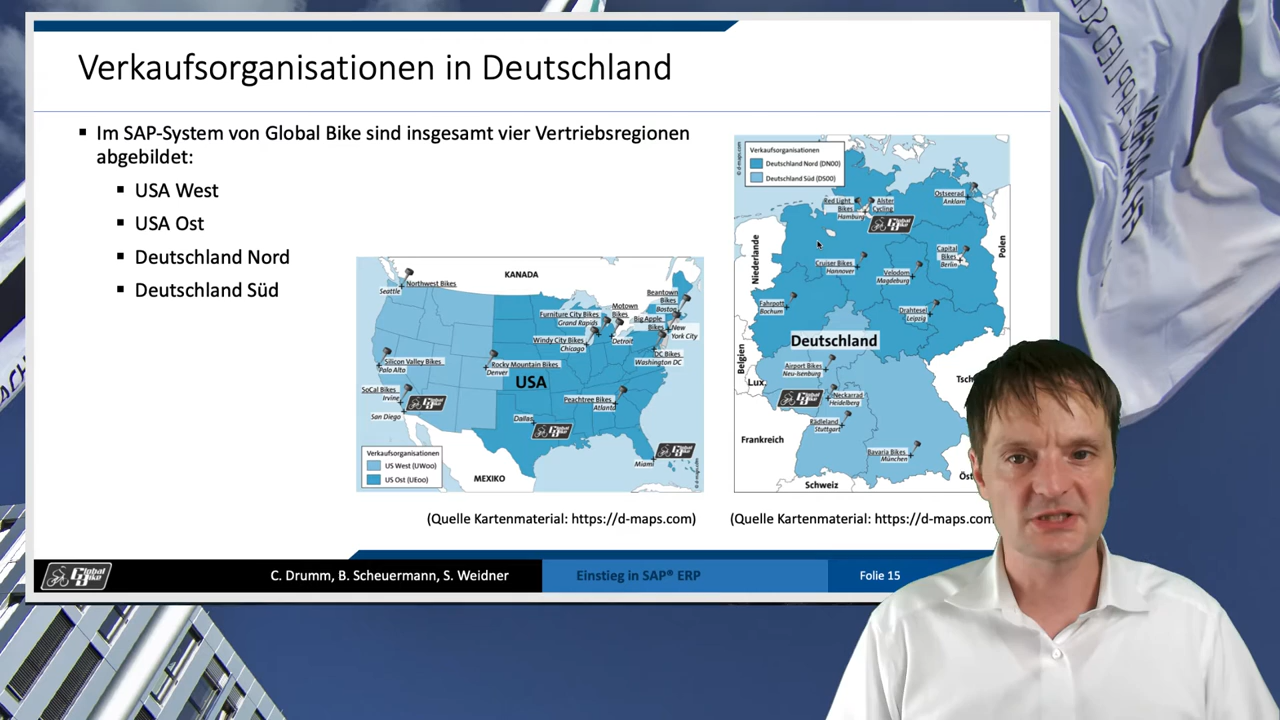 Verkaufsorganisationen in Deutschland
Im SAP-System von Global Bike sind insgesamt vier Vertriebsregionen
abgebildet:
USA West
USA Ost
Deutschland Nord
Deutschland Süd
KANADA
Northwest Bikes
Seattle
Furniture City Bikes
Grand Rapids
Motown
Bikes
Detroit
Beantown
Bikes
Boston
Big Apple
Bikes
New
York City
Windy City Bikes
Chicago
DC Bikes
Washington DC
Silicon Valley Bikes
Palo Alto
Rocky Mountain Bikes
Denver
USA
SoCal Bikes
Irvine
Peachtree Bikes
Atlanta
San Diego
Dallas
Miami
MEXIKO
Verkaufsorganisationen
US West (UW00)
US Ost (UE00)
(Quelle Kartenmaterial: https://d-maps.com)
Verkaufsorganisationen
Deutschland Nord (DN00)
Deutschland Süd (DS00)
Ostseerad
Anklam
Red Light
Bikes
Hamburg
Alster
Cycling
Niederlande
Polen
Cruiser Bikes
Hannover
Capital
Bikes
Berlin
Velodom
Magdeburg
Fahrpott
Bochum
Drahtesel
Leipzig
Deutschland
Belgien
Lux.
Airport Bikes
Neu-Isenburg
Neckarrad
Heidelberg
Rädleland
Stuttgart
Bavaria Bikes
München
Frankreich
Schweiz
Tsch
Öst
(Quelle Kartenmaterial: https://d-maps.com
Global
Bike
C. Drumm, B. Scheuermann, S. Weidner
Einstieg in SAP® ERP
Folie 15